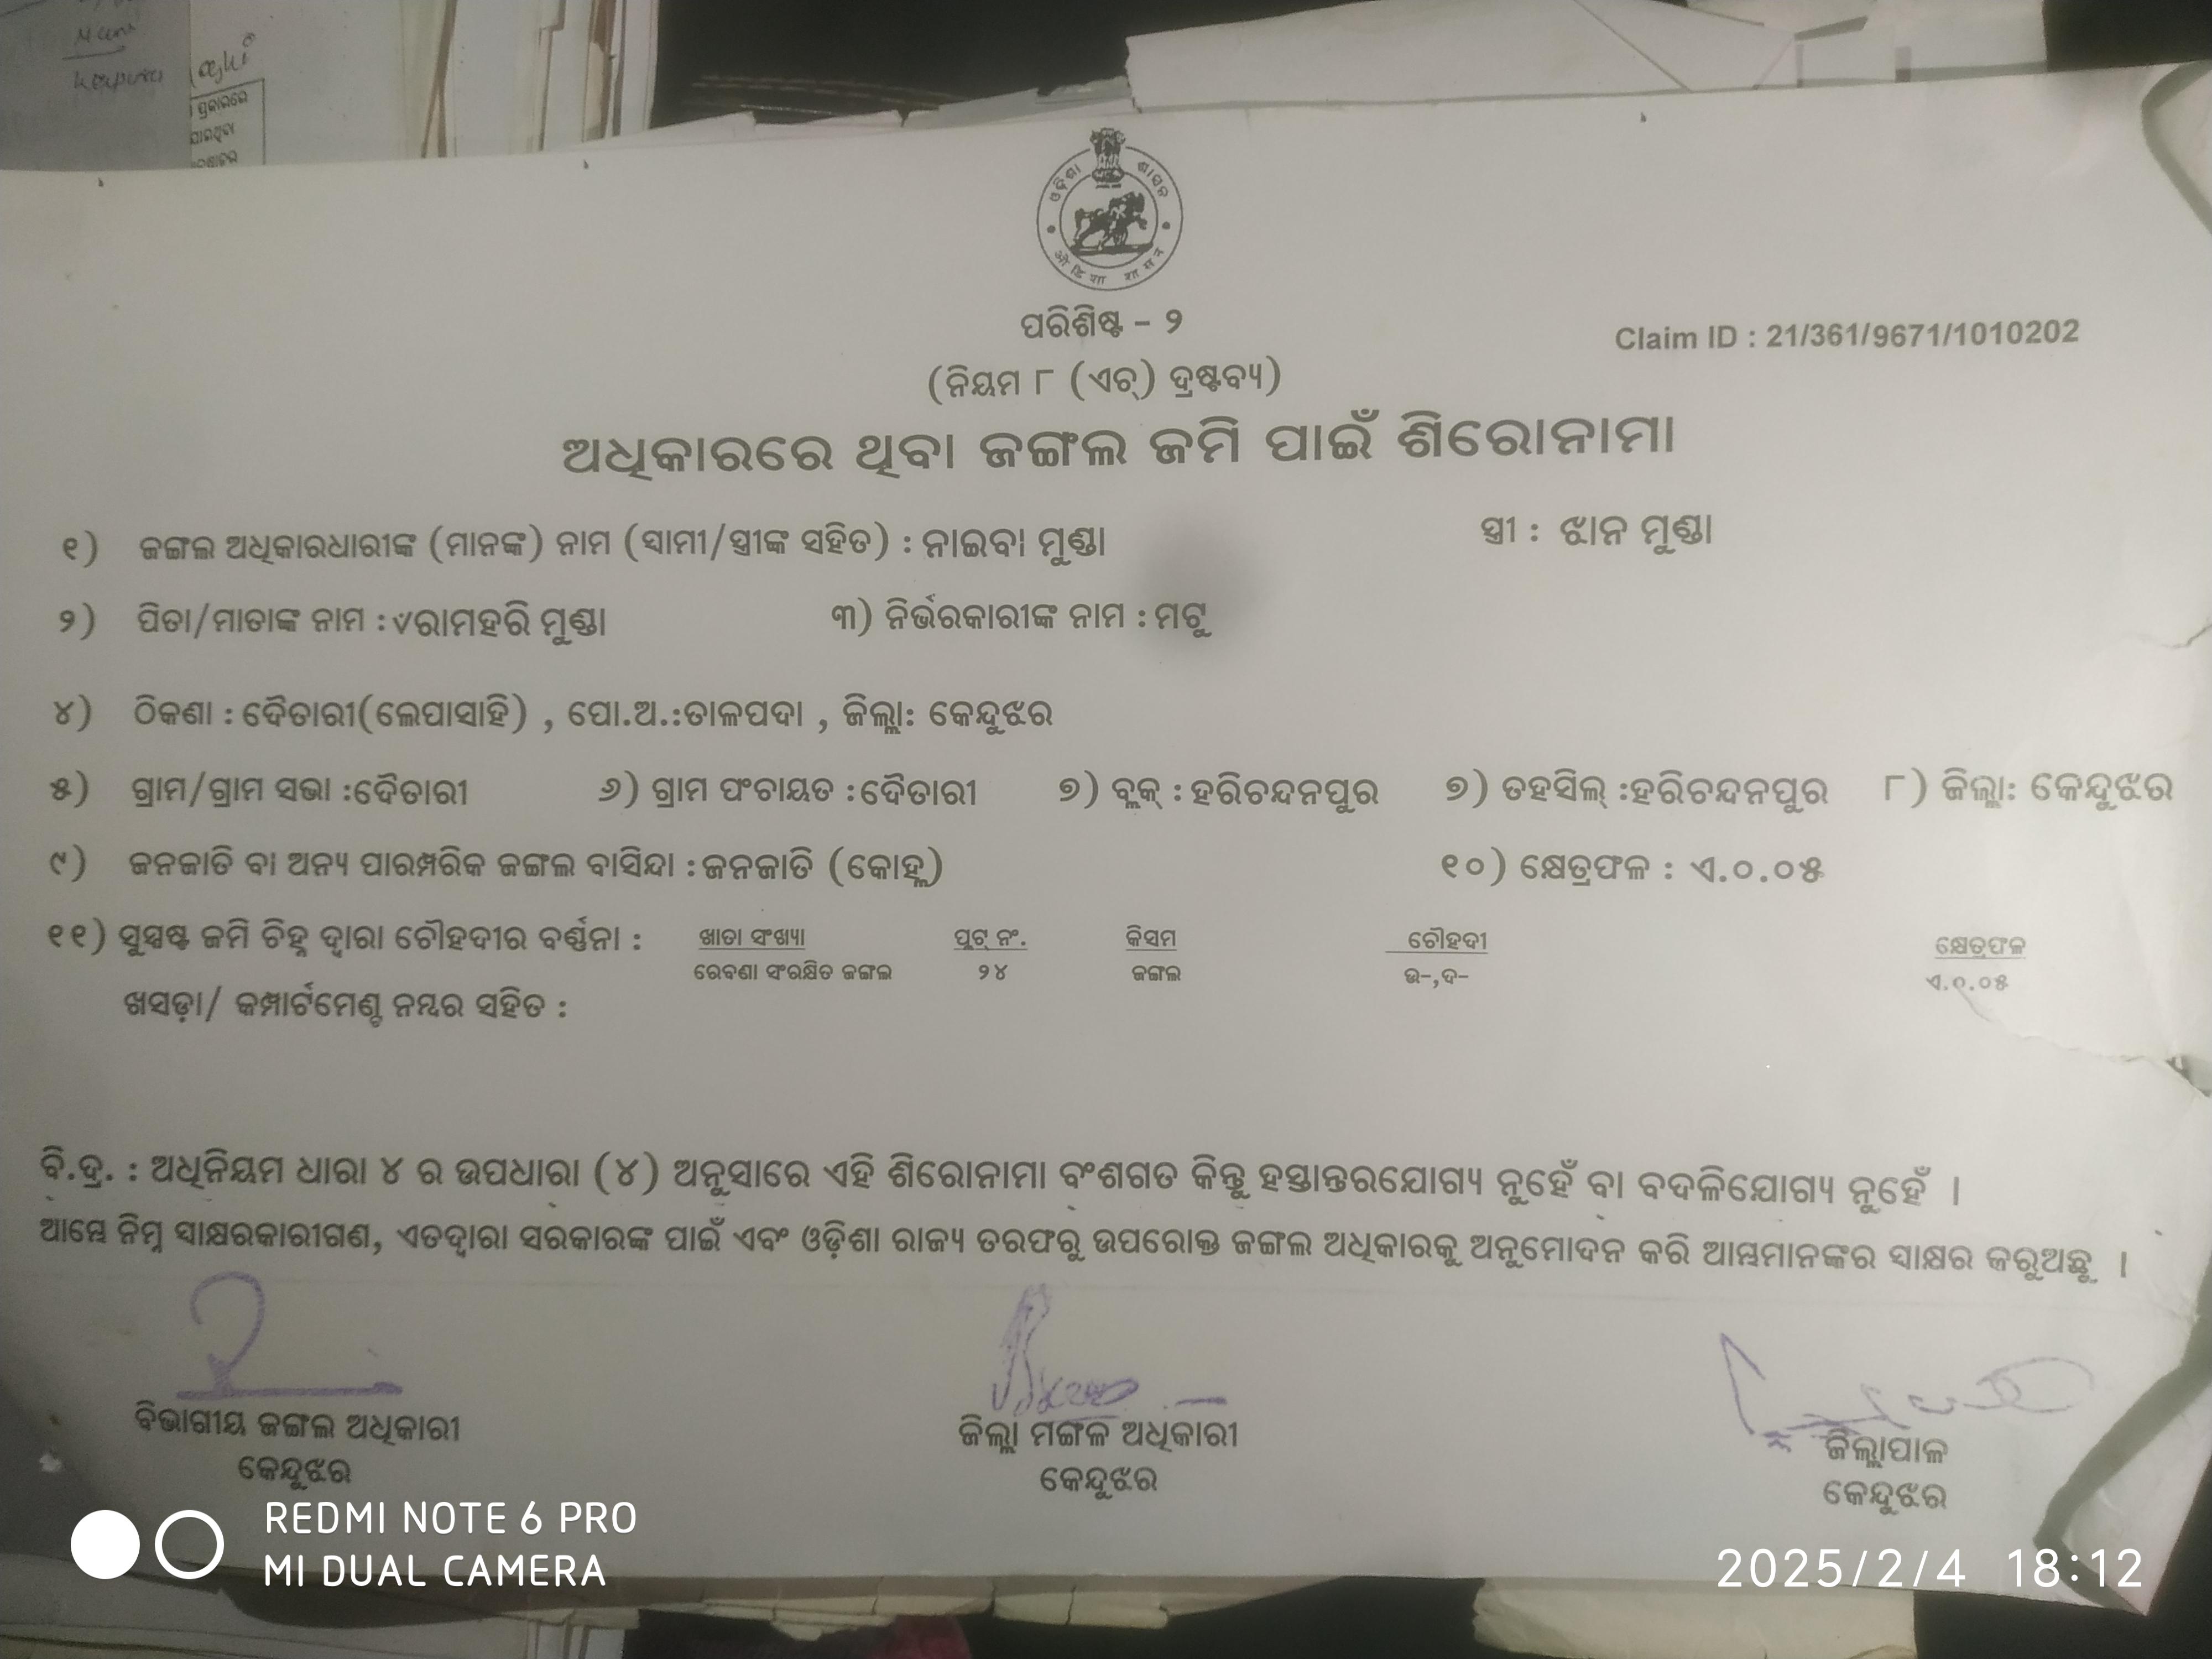 ପ୍ରକାରରେ
ଓଡ଼ିଶା ଶାସନ
ओडिशा शासन
ପରିଶିଷ୍ଟ – ୨
Claim ID : 21/361/9671/1010202
(ନିୟମ ୮ (ଏଚ୍) ଦ୍ରଷ୍ଟବ୍ୟ)
ଅଧିକାରରେ ଥିବା ଜଙ୍ଗଲ ଜମି ପାଇଁ ଶିରୋନାମା
୧) ଜଙ୍ଗଲ ଅଧିକାରଧାରୀଙ୍କ (ମାନଙ୍କ) ନାମ (ସ୍ୱାମୀ/ସ୍ତ୍ରୀଙ୍କ ସହିତ) : ନାଇବା ମୁଣ୍ଡା ସ୍ତ୍ରୀ : ଝାନ ମୁଣ୍ଡା
୨) ପିତା/ମାତାଙ୍କ ନାମ : ୰ରାମହରି ମୁଣ୍ଡା ୩) ନିର୍ଭରକାରୀଙ୍କ ନାମ : ମଟୁ
୪) ଠିକଣା : ଦୈତାରୀ(ଲେପାସାହି) , ପୋ.ଅ.:ତାଳପଦା , ଜିଲ୍ଲା: କେନ୍ଦୁଝର
୫) ଗ୍ରାମ/ଗ୍ରାମ ସଭା :ଦୈତାରୀ ୬) ଗ୍ରାମ ପଂଚାୟତ : ଦୈତାରୀ ୭) ବ୍ଲକ୍ : ହରିଚନ୍ଦନପୁର ୭) ତହସିଲ୍ :ହରିଚନ୍ଦନପୁର ୮) ଜିଲ୍ଲା: କେନ୍ଦୁଝର
୯) ଜନଜାତି ବା ଅନ୍ୟ ପାରମ୍ପରିକ ଜଙ୍ଗଲ ବାସିନ୍ଦା : ଜନଜାତି (କୋହ୍ଲ) ୧୦) କ୍ଷେତ୍ରଫଳ : ଏ.୦.୦୫
୧୧) ସୁସ୍ପଷ୍ଟ ଜମି ଚିହ୍ନ ଦ୍ୱାରା ଚୌହଦୀର ବର୍ଣ୍ଣନା : ଖାତା ସଂଖ୍ୟା ପ୍ଲଟ୍ ନଂ. କିସମ ଚୌହଦୀ କ୍ଷେତ୍ରଫଳ
ରେବଣା ସଂରକ୍ଷିତ ଜଙ୍ଗଲ ୨୪ ଜଙ୍ଗଲ ଉ-,ଦ- ଏ.୧.୦୫
ଖସଡ଼ା/ କମ୍ପାର୍ଟମେଣ୍ଟ ନମ୍ବର ସହିତ :
ବି.ଦ୍ର. : ଅଧିନିୟମ ଧାରା ୪ ର ଉପଧାରା (୪) ଅନୁସାରେ ଏହି ଶିରୋନାମା ବଂଶଗତ କିନ୍ତୁ ହସ୍ତାନ୍ତରଯୋଗ୍ୟ ନୁହେଁ ବା ବଦଳିଯୋଗ୍ୟ ନୁହେଁ ।
ଆମ୍ଭେ ନିମ୍ନ ସ୍ୱାକ୍ଷରକାରୀଗଣ, ଏତଦ୍ୱାରା ସରକାରଙ୍କ ପାଇଁ ଏବଂ ଓଡ଼ିଶା ରାଜ୍ୟ ତରଫରୁ ଉପରୋକ୍ତ ଜଙ୍ଗଲ ଅଧିକାରକୁ ଅନୁମୋଦନ କରି ଆମ୍ଭମାନଙ୍କର ସ୍ୱାକ୍ଷର କରୁଅଛୁ ।
ବିଭାଗୀୟ ଜଙ୍ଗଲ ଅଧିକାରୀ ଜିଲ୍ଲା ମଙ୍ଗଳ ଅଧିକାରୀ ଜିଲ୍ଲାପାଳ
କେନ୍ଦୁଝର କେନ୍ଦୁଝର କେନ୍ଦୁଝର
REDMI NOTE 6 PRO
MI DUAL CAMERA
2025/2/4 18:12